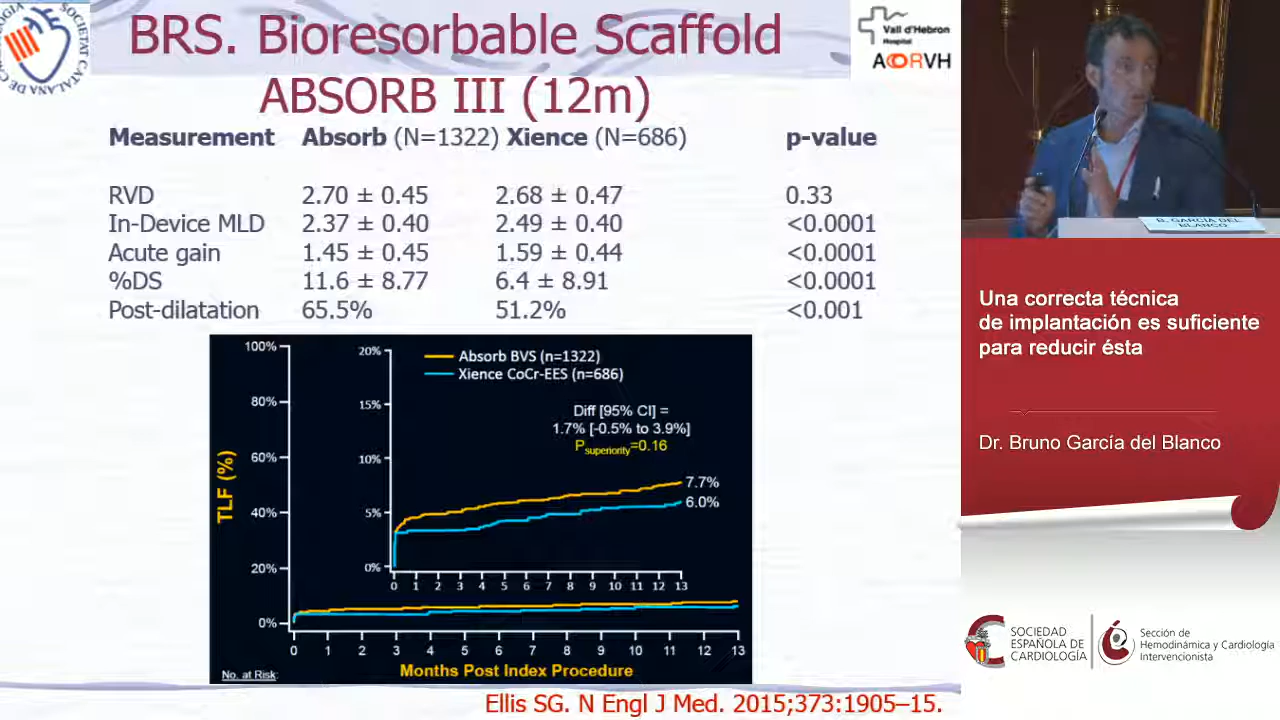 BRS. Bioresorbable Scaffold
ABSORB III (12m)
Vall d'Hebron
Hospital
ACORVH
Measurement Absorb (N=1322) Xience (N=686) p-value
RVD 2.70 ± 0.45 2.68 ± 0.47 0.33
In-Device MLD 2.37 ± 0.40 2.49 ± 0.40 <0.0001
Acute gain 1.45 ± 0.45 1.59 ± 0.44 <0.0001
%DS 11.6 ± 8.77 6.4 ± 8.91 <0.0001
Post-dilatation 65.5% 51.2% <0.001
100%
80%
60%
40%
20%
0%
TLF (%)
20%
15%
10%
5%
0%
Absorb BVS (n=1322)
Xience CoCr-EES (n=686)
Diff [95% CI] =
1.7% [-0.5% to 3.9%]
Psuperiority=0.16
7.7%
6.0%
0 1 2 3 4 5 6 7 8 9 10 11 12 13
0 1 2 3 4 5 6 7 8 9 10 11 12 13
Months Post Index Procedure
No. at Risk:
Ellis SG. N Engl J Med. 2015;373:1905–15.
B. GARCÍA DEL
BLANCO
Una correcta técnica
de implantación es suficiente
para reducir ésta
Dr. Bruno García del Blanco
SOCIEDAD
ESPAÑOLA DE
CARDIOLOGÍA
Sección de
Hemodinámica y Cardiología
Intervencionista